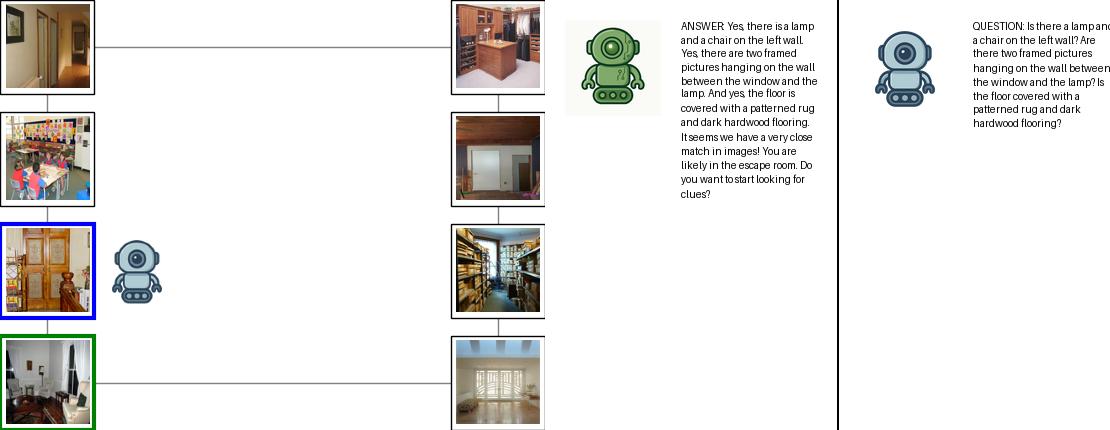 ANSWER: Yes, there is a lamp
and a chair on the left wall.
Yes, there are two framed
pictures hanging on the wall
between the window and the
lamp. And yes, the floor is
covered with a patterned rug
and dark hardwood flooring.
It seems we have a very close
match in images! You are
likely in the escape room. Do
you want to start looking for
clues?
QUESTION: Is there a lamp and
a chair on the left wall? Are
there two framed pictures
hanging on the wall between
the window and the lamp? Is
the floor covered with a
patterned rug and dark
hardwood flooring?